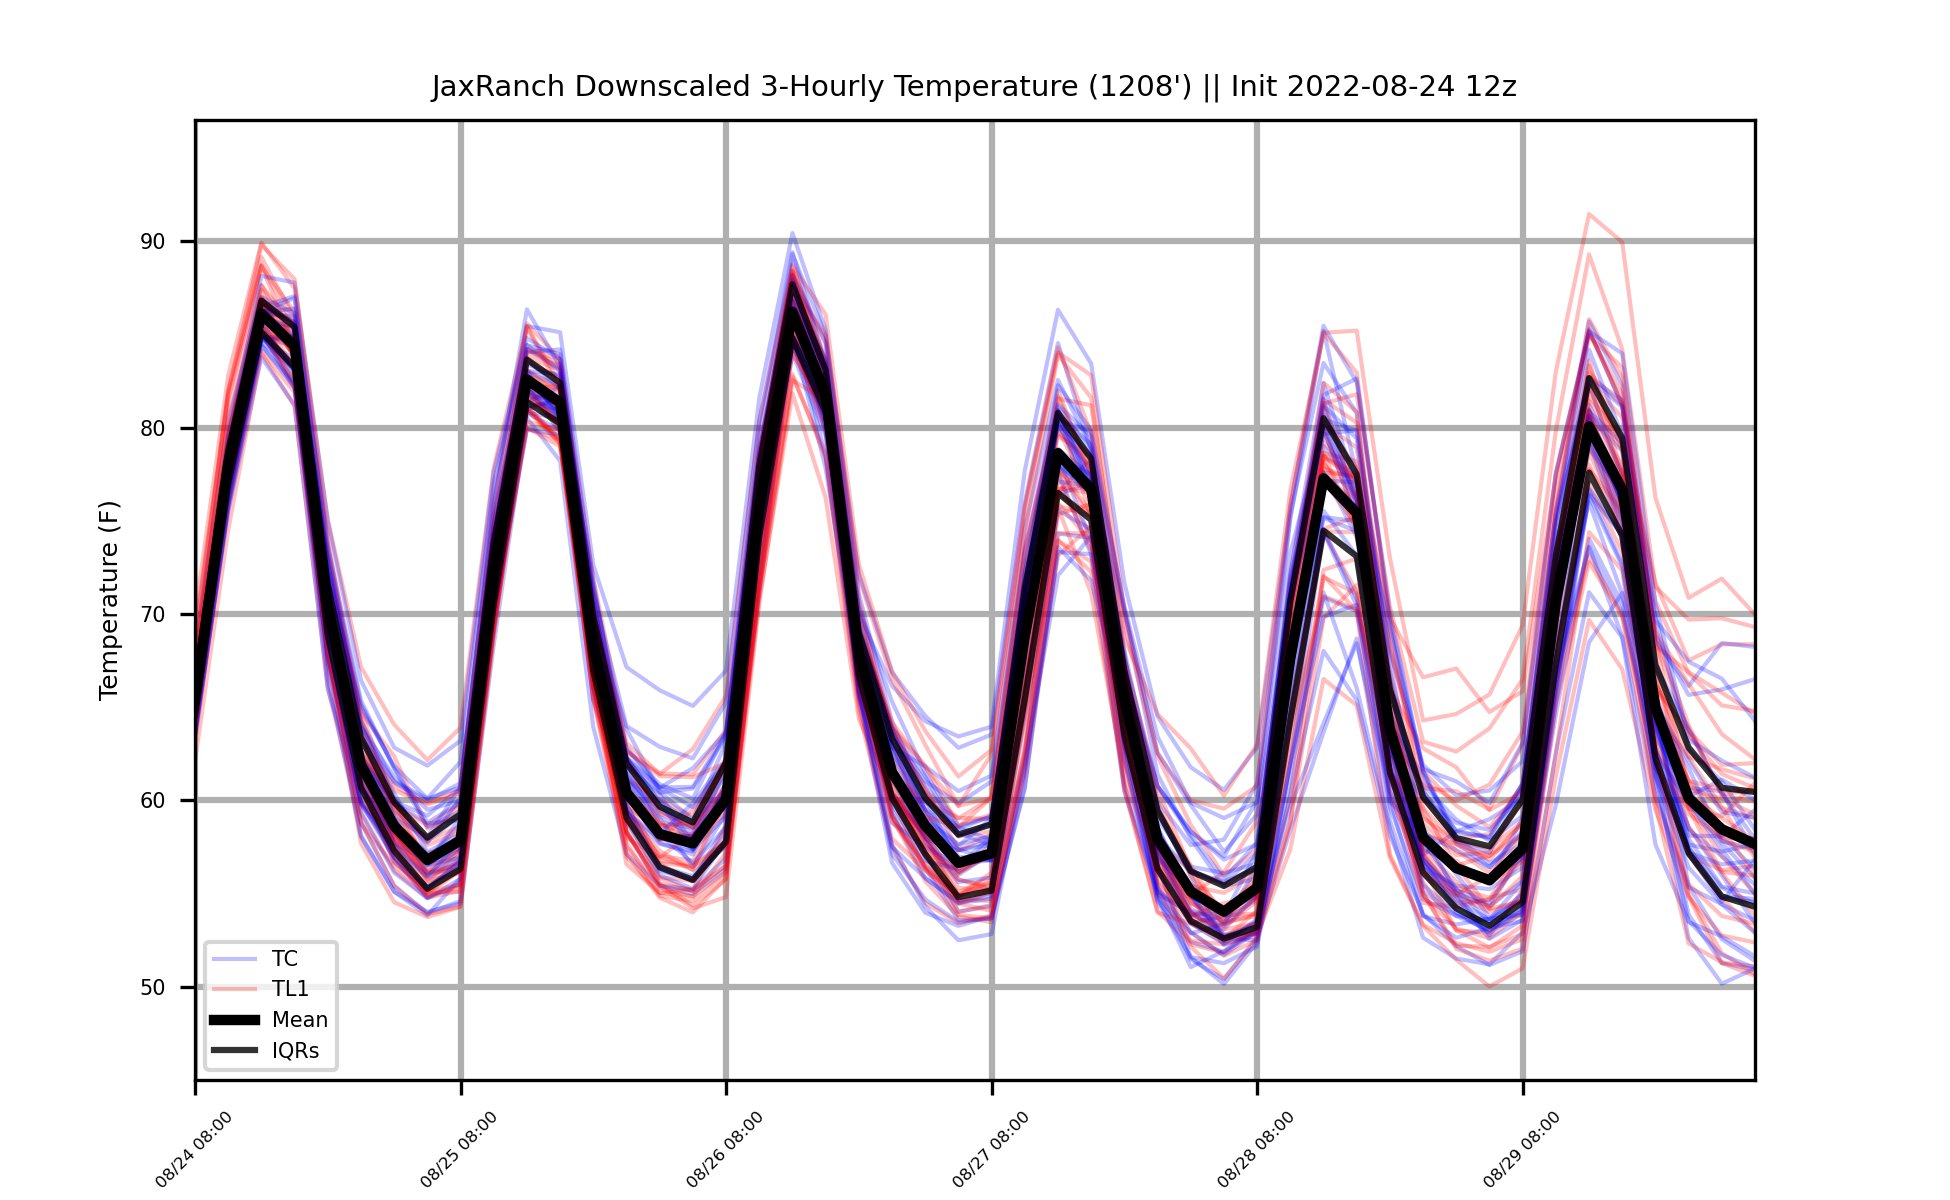 JaxRanch Downscaled 3-Hourly Temperature (1208') || Init 2022-08-24 12z
Temperature (F)
90
80
70
60
50
TC
TL1
Mean
IQRs
08/24 08:00
08/25 08:00
08/26 08:00
08/27 08:00
08/28 08:00
08/29 08:00